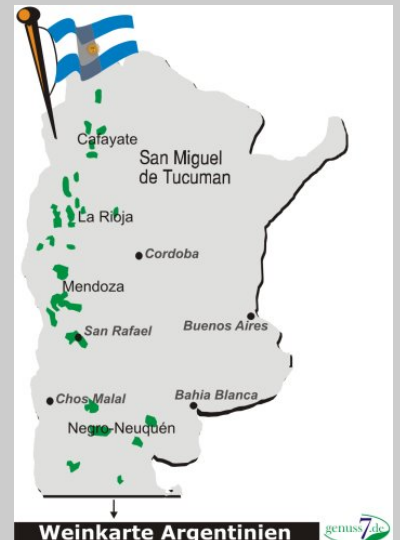 Cafayate
San Miguel
de Tucuman
La Rioja
Cordoba
Mendoza
San Rafael
Buenos Aires
Chos Malal
Bahia Blanca
Negro-Neuquén
Weinkarte Argentinien
genuss7.de